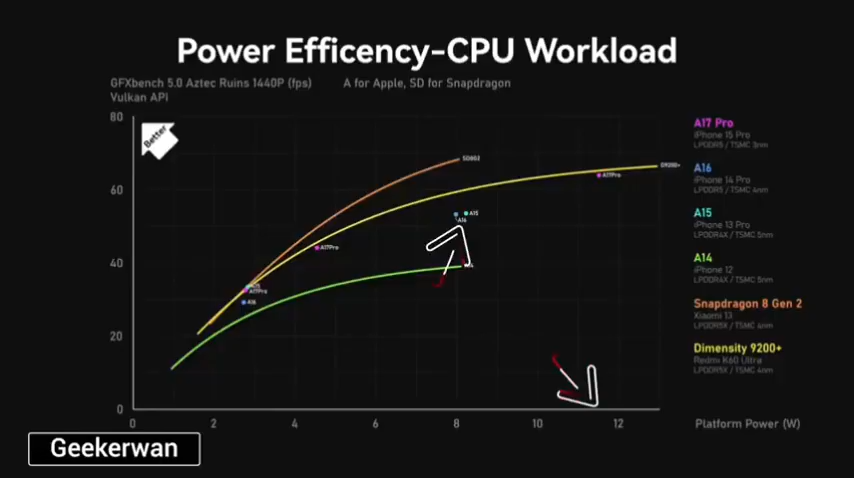 Power Efficency-CPU Workload
GFXbench 5.0 Aztec Ruins 1440P (fps)
A for Apple, SD for Snapdragon
Vulkan API
80
60
40
20
0
Better
SD8G2
D9200+
A17Pro
A15
A16
A17Pro
A14
A15
A17Pro
A16
0
2
4
6
8
10
12
Platform Power (W)
A17 Pro
iPhone 15 Pro
LPDDR5 / TSMC 3nm
A16
iPhone 14 Pro
LPDDR5 / TSMC 4nm
A15
iPhone 13 Pro
LPDDR4X / TSMC 5nm
A14
iPhone 12
LPDDR4X / TSMC 5nm
Snapdragon 8 Gen 2
Xiaomi 13
LPDDR5X / TSMC 4nm
Dimensity 9200+
Redmi K60 Ultra
LPDDR5X / TSMC 4nm
Geekerwan